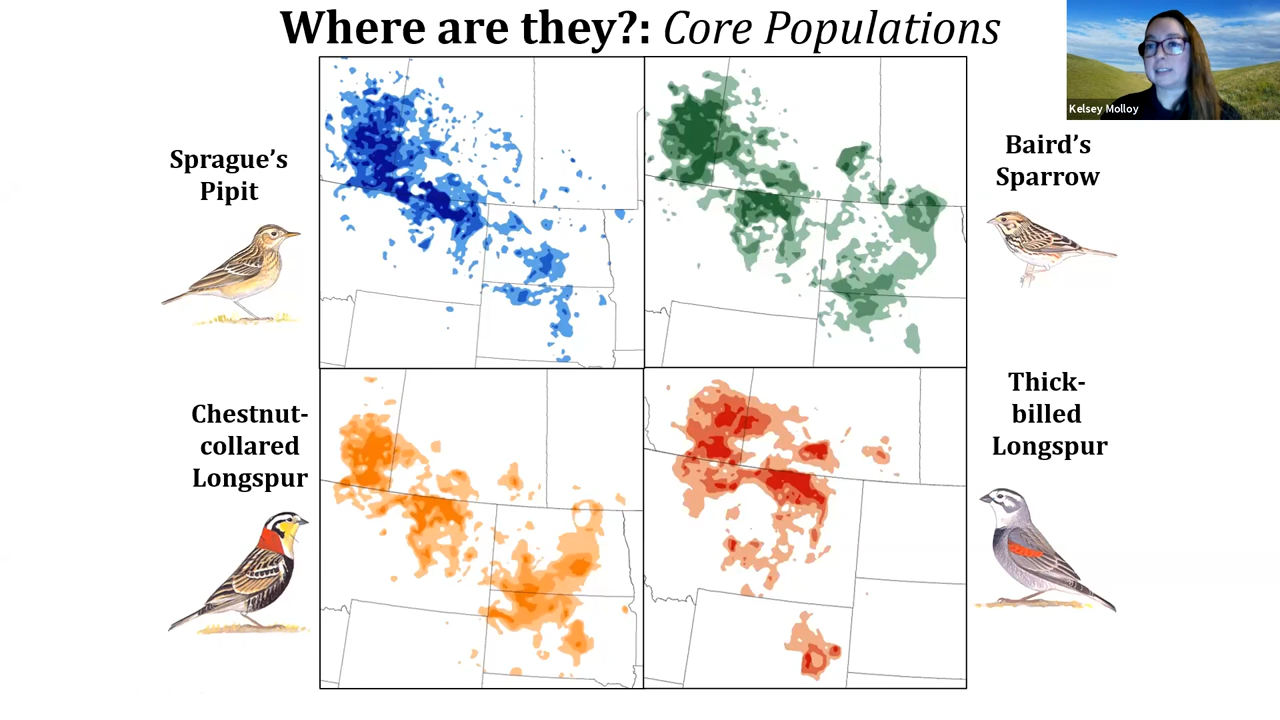 Where are they?: Core Populations
Kelsey Molloy
Sprague's
Pipit
Baird's
Sparrow
Chestnut-
collared
Longspur
Thick-
billed
Longspur